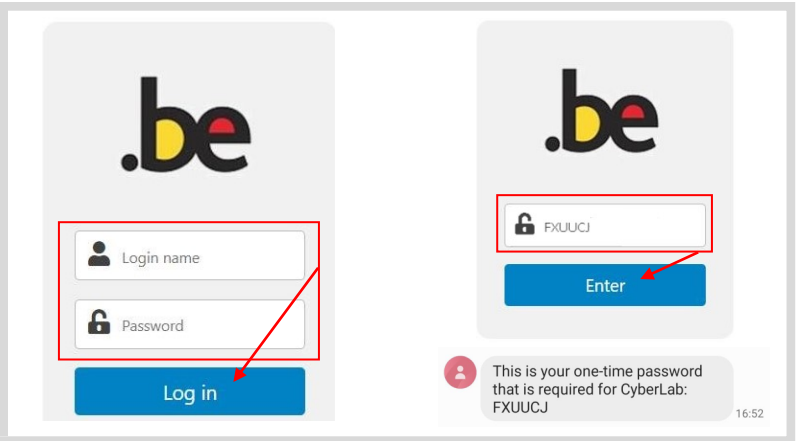 .be
Login name
Password
Log in
.be
FXUUCJ
Enter
This is your one-time password
that is required for CyberLab:
FXUUCJ
16:52